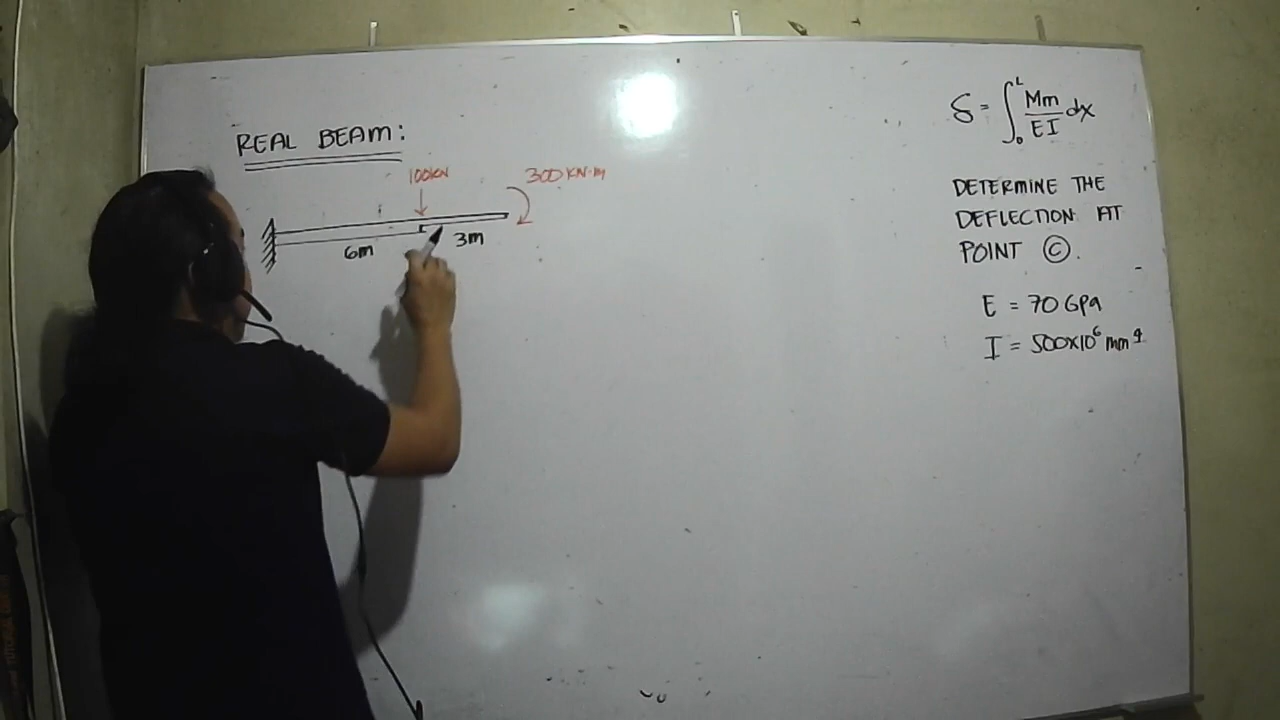 REAL BEAM:
100KN
300 KN·m
6m
3m
δ = ∫₀ᴸ Mm/EI dx
DETERMINE THE
DEFLECTION AT
POINT Ⓒ.
E = 70 GPa
I = 500x10⁶ mm⁴